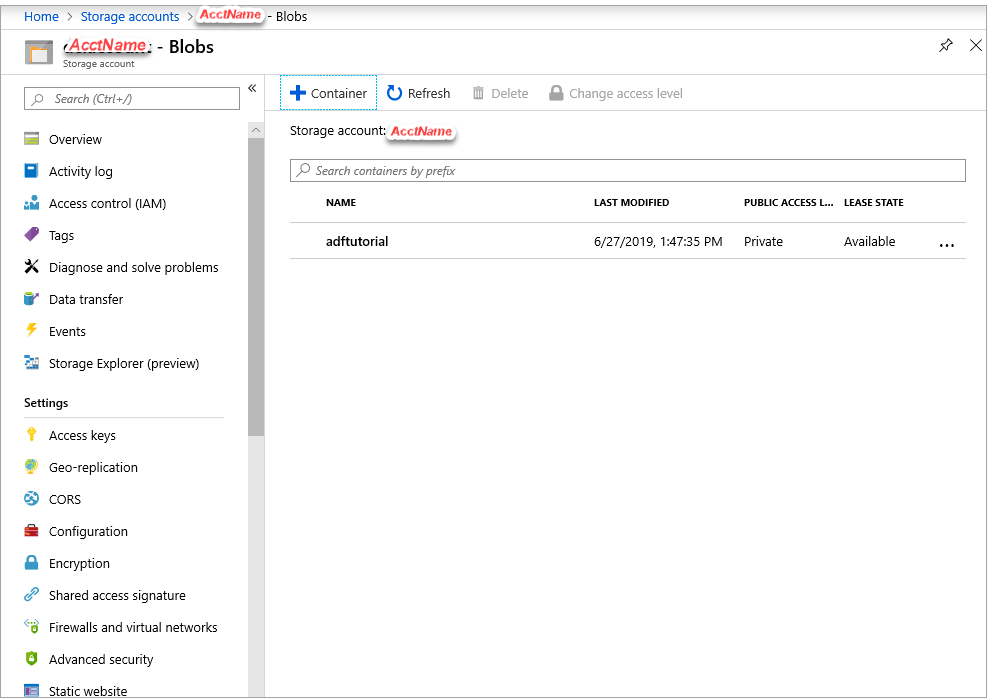 Home > Storage accounts > AcctName - Blobs
AcctName - Blobs
Storage account
Search (Ctrl+/)
«
Overview
Activity log
Access control (IAM)
Tags
Diagnose and solve problems
Data transfer
Events
Storage Explorer (preview)
Settings
Access keys
Geo-replication
CORS
Configuration
Encryption
Shared access signature
Firewalls and virtual networks
Advanced security
Static website
Container Refresh Delete Change access level
Storage account: AcctName
Search containers by prefix
NAME LAST MODIFIED PUBLIC ACCESS L... LEASE STATE
adftutorial 6/27/2019, 1:47:35 PM Private Available ...